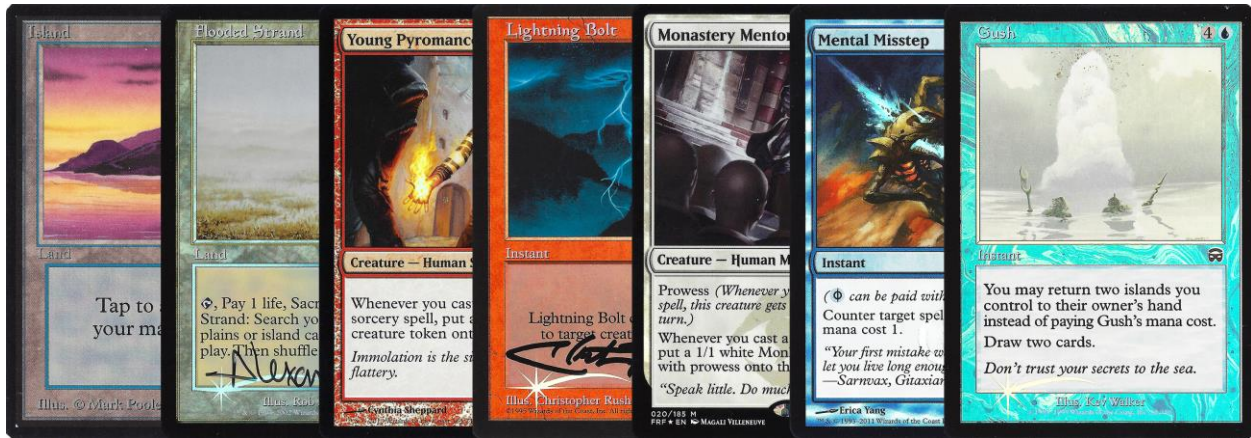 Island
Land
Tap to
your ma
Illus. © Mark Poole
Flooded Strand
Land
, Pay 1 life, Sacr
Strand: Search yo
plains or island ca
play. Then shuffle
Illus. Rob
Young Pyromanc
Creature — Human S
Whenever you cas
sorcery spell, put a
creature token ont
Immolation is the si
flattery.
Cynthia Sheppard
Lightning Bolt
Instant
Lightning Bolt
to target creat
Illus. Christopher Rush
Monastery Mento
Creature — Human M
Prowess (Whenever y
spell, this creature gets
turn.)
Whenever you cast a
put a 1/1 white Mon
with prowess onto th
“Speak little. Do much
020/185 M
FRF ★ EN MAGALI VILLENEUVE
Mental Misstep
Instant
( can be paid with
Counter target spel
mana cost 1.
“Your first mistake w
let you live long enoug
—Sarnvax, Gitaxian
Erica Yang
Gush
4
Instant
You may return two islands you
control to their owner's hand
instead of paying Gush's mana cost.
Draw two cards.
Don't trust your secrets to the sea.
Illus. Kev Walker